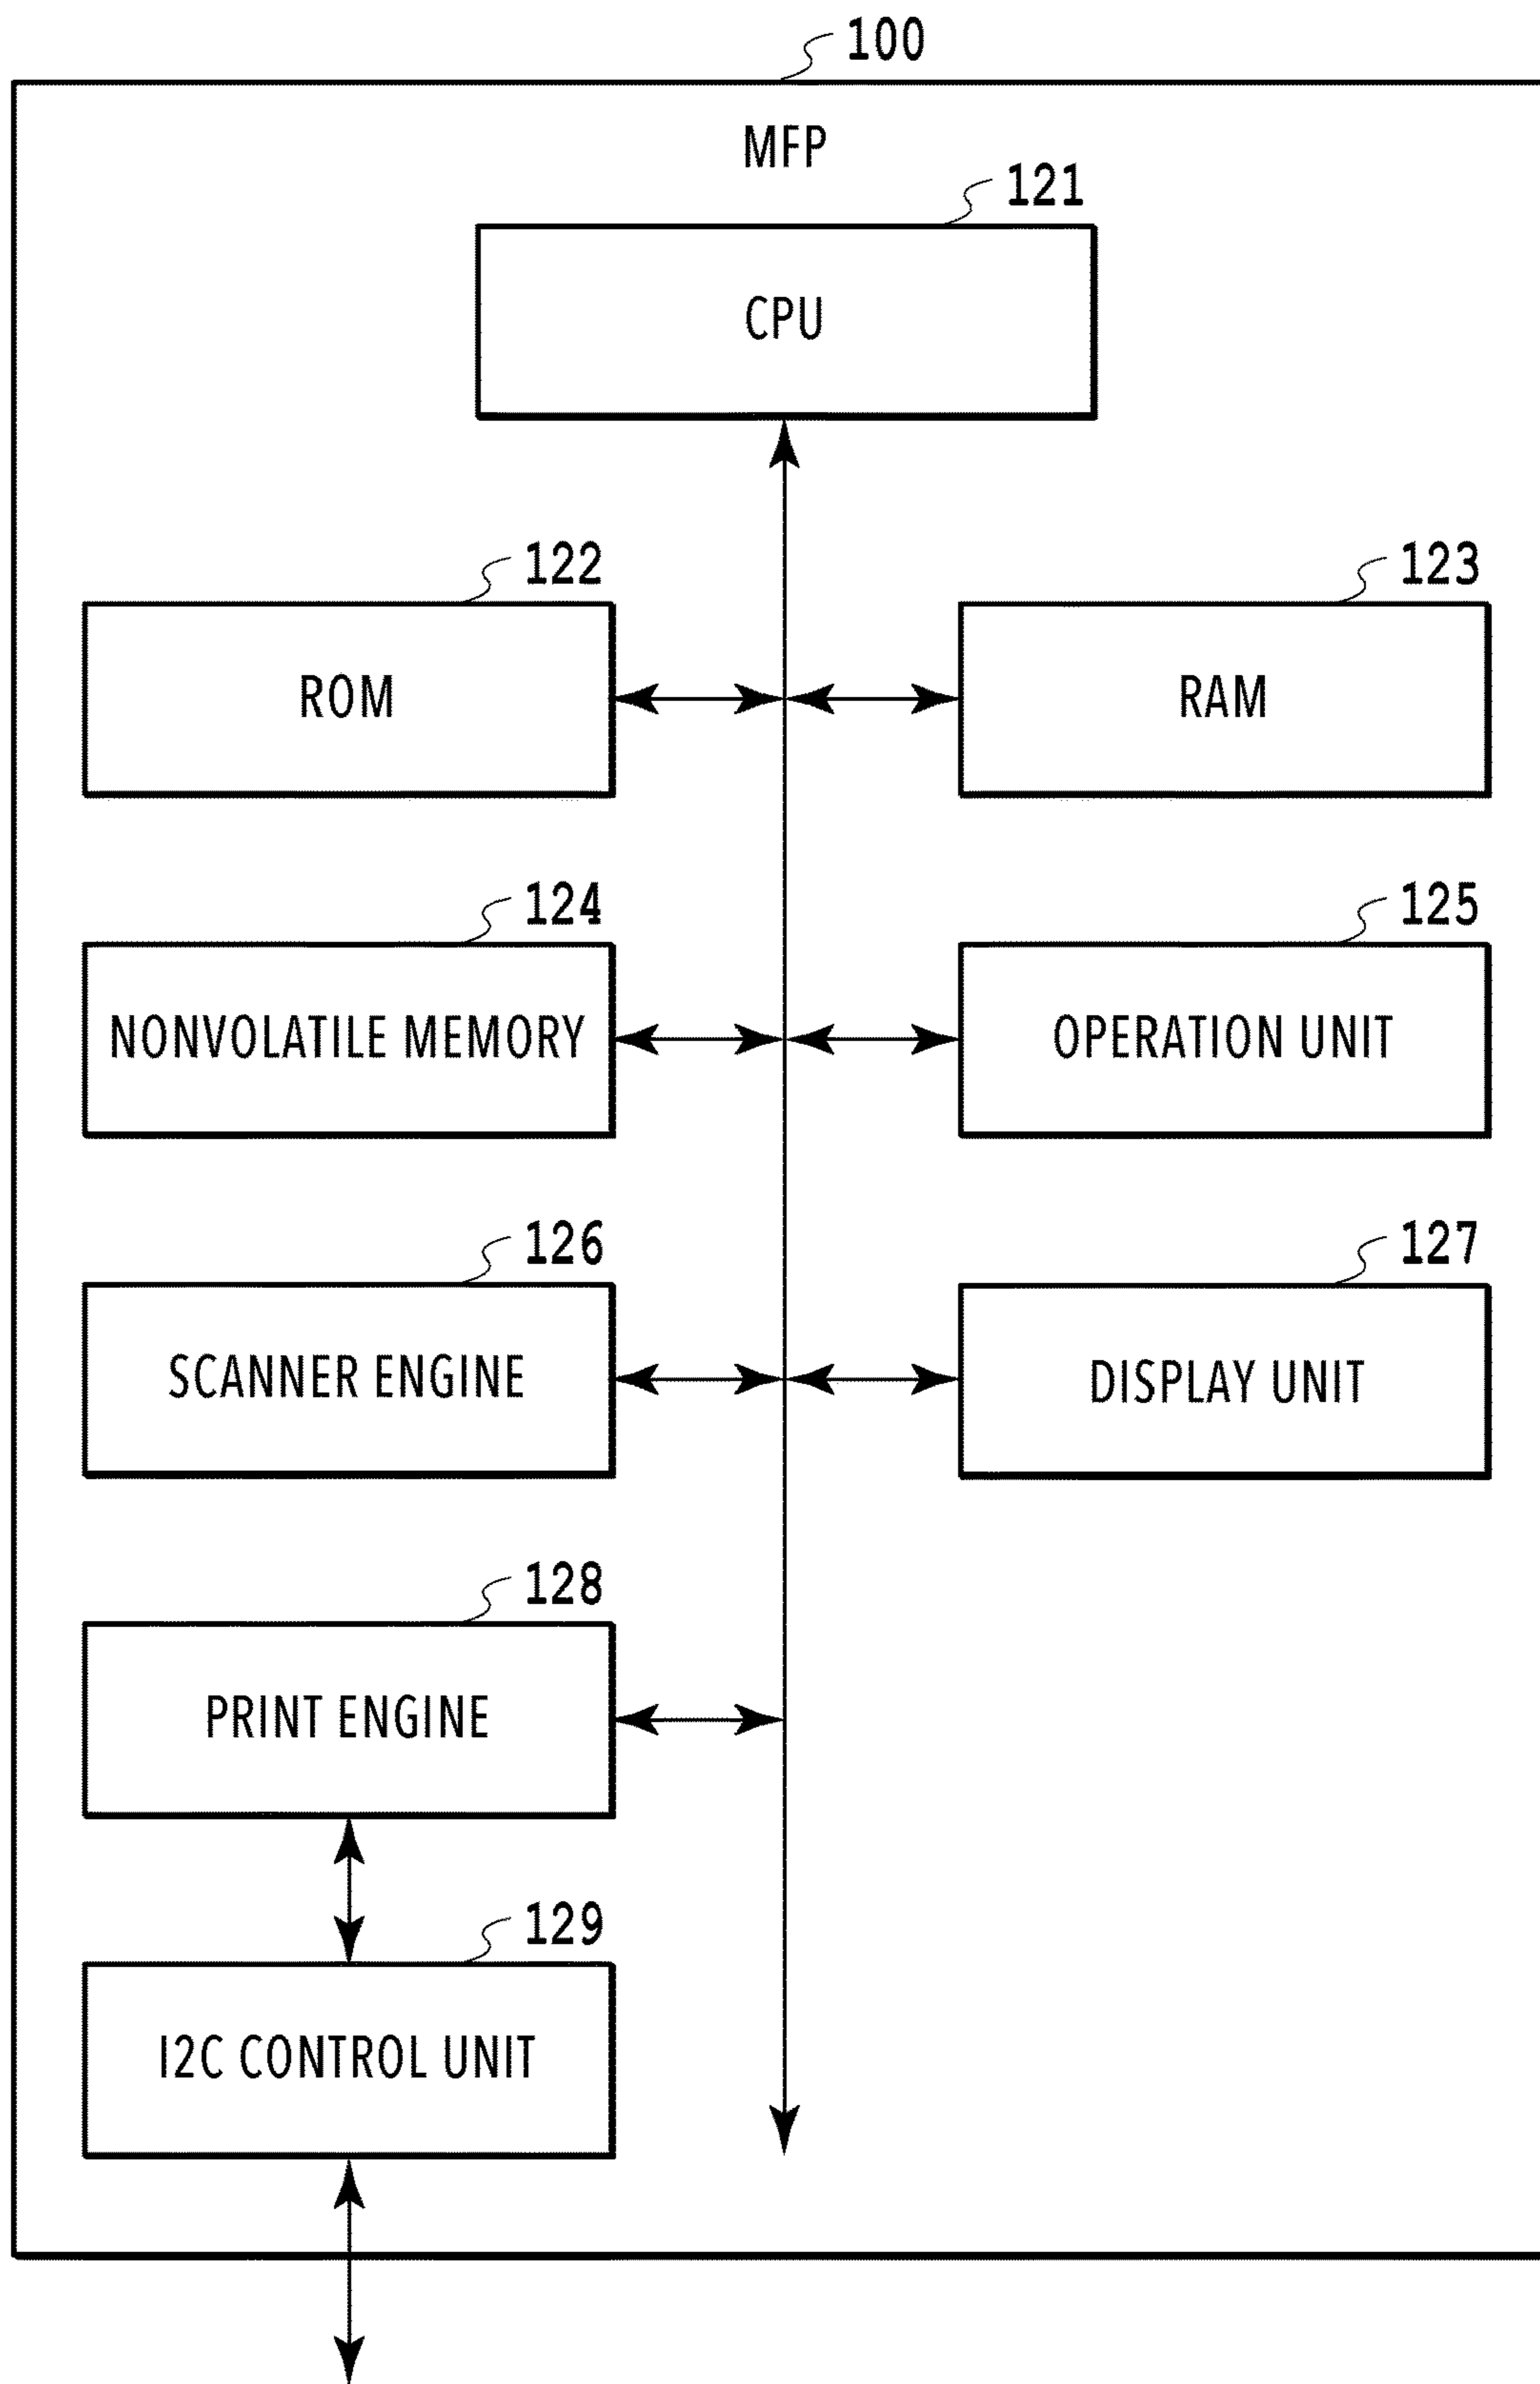 100
MFP
121
CPU
122
123
ROM
RAM
124
125
NONVOLATILE MEMORY
OPERATION UNIT
126
127
SCANNER ENGINE
DISPLAY UNIT
128
PRINT ENGINE
129
I2C CONTROL UNIT